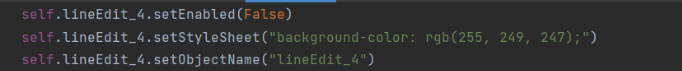 self.lineEdit_4.setEnabled(False)
self.lineEdit_4.setStyleSheet("background-color: rgb(255, 249, 247);")
self.lineEdit_4.setObjectName("lineEdit_4")